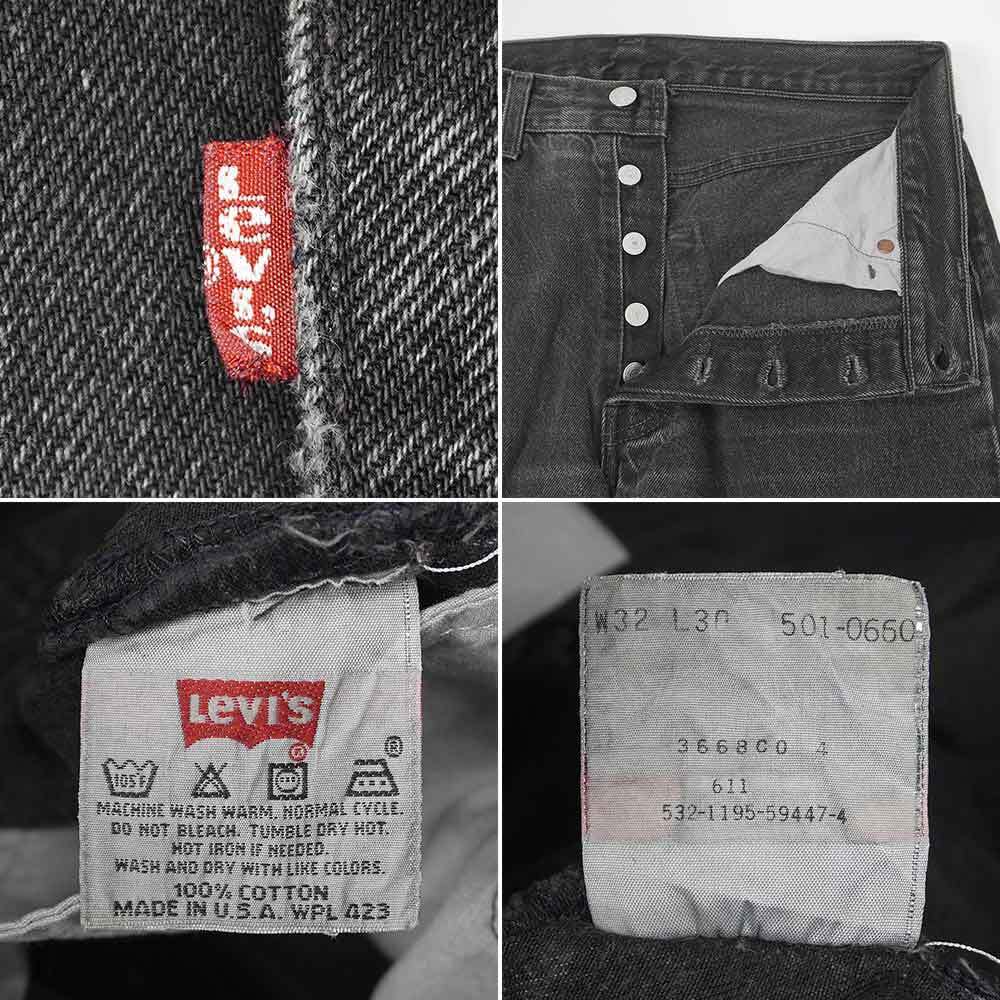 Levi's
Levi's
®
®
105°F
MACHINE WASH WARM. NORMAL CYCLE.
DO NOT BLEACH. TUMBLE DRY HOT.
HOT IRON IF NEEDED.
WASH AND DRY WITH LIKE COLORS.
100% COTTON
MADE IN U.S.A. WPL 423
W32 L30 501-0660
3668C0 4
611
532-1195-59447-4